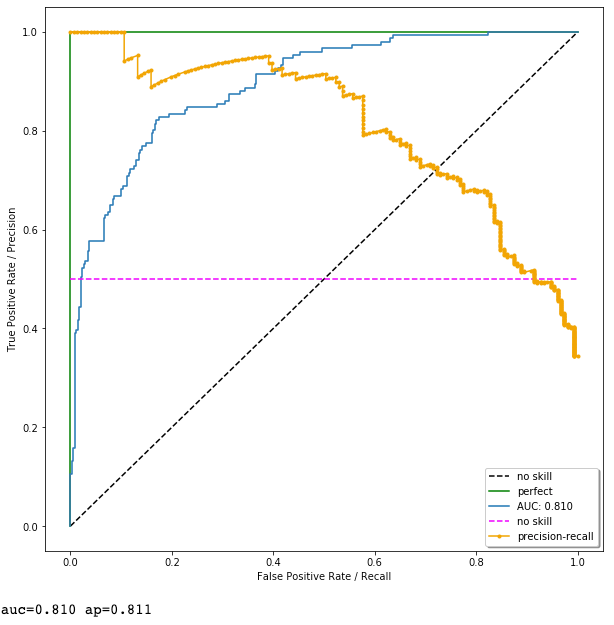 1.0
0.8
0.6
0.4
0.2
0.0
True Positive Rate / Precision
no skill
perfect
AUC: 0.810
no skill
precision-recall
0.0 0.2 0.4 0.6 0.8 1.0
False Positive Rate / Recall
auc=0.810 ap=0.811